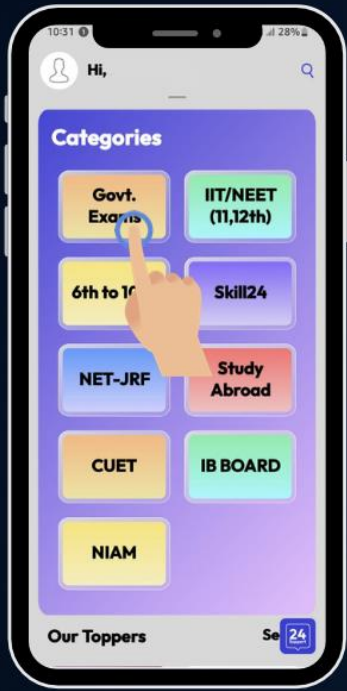 10:31
28%
Hi,
Categories
Govt.
Exams
IIT/NEET
(11,12th)
6th to
Skill24
NET-JRF
Study
Abroad
CUET
IB BOARD
NIAM
Our Toppers
24